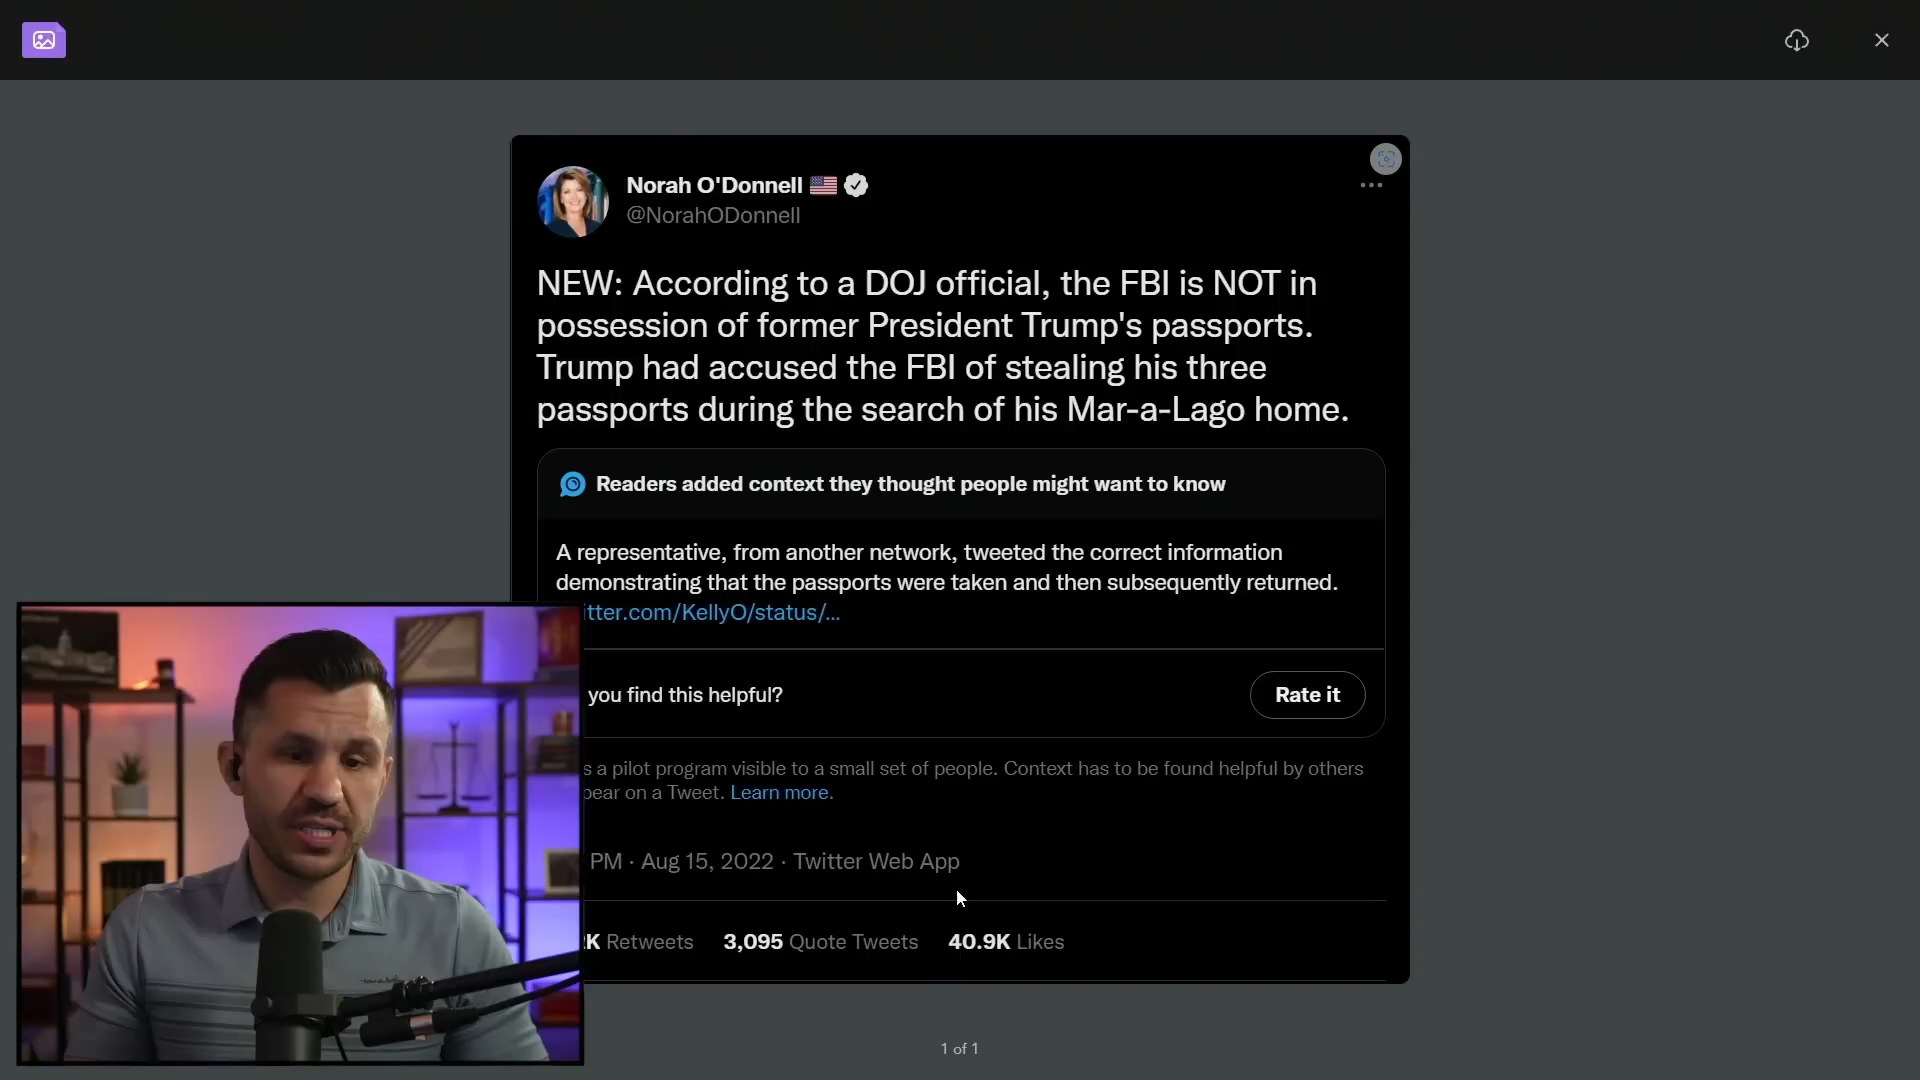 Norah O'Donnell
@NorahODonnell
NEW: According to a DOJ official, the FBI is NOT in
possession of former President Trump's passports.
Trump had accused the FBI of stealing his three
passports during the search of his Mar-a-Lago home.
Readers added context they thought people might want to know
A representative, from another network, tweeted the correct information
demonstrating that the passports were taken and then subsequently returned.
itter.com/KellyO/status/...
you find this helpful?
Rate it
s a pilot program visible to a small set of people. Context has to be found helpful by others
pear on a Tweet. Learn more.
PM · Aug 15, 2022 · Twitter Web App
K Retweets 3,095 Quote Tweets 40.9K Likes
1 of 1